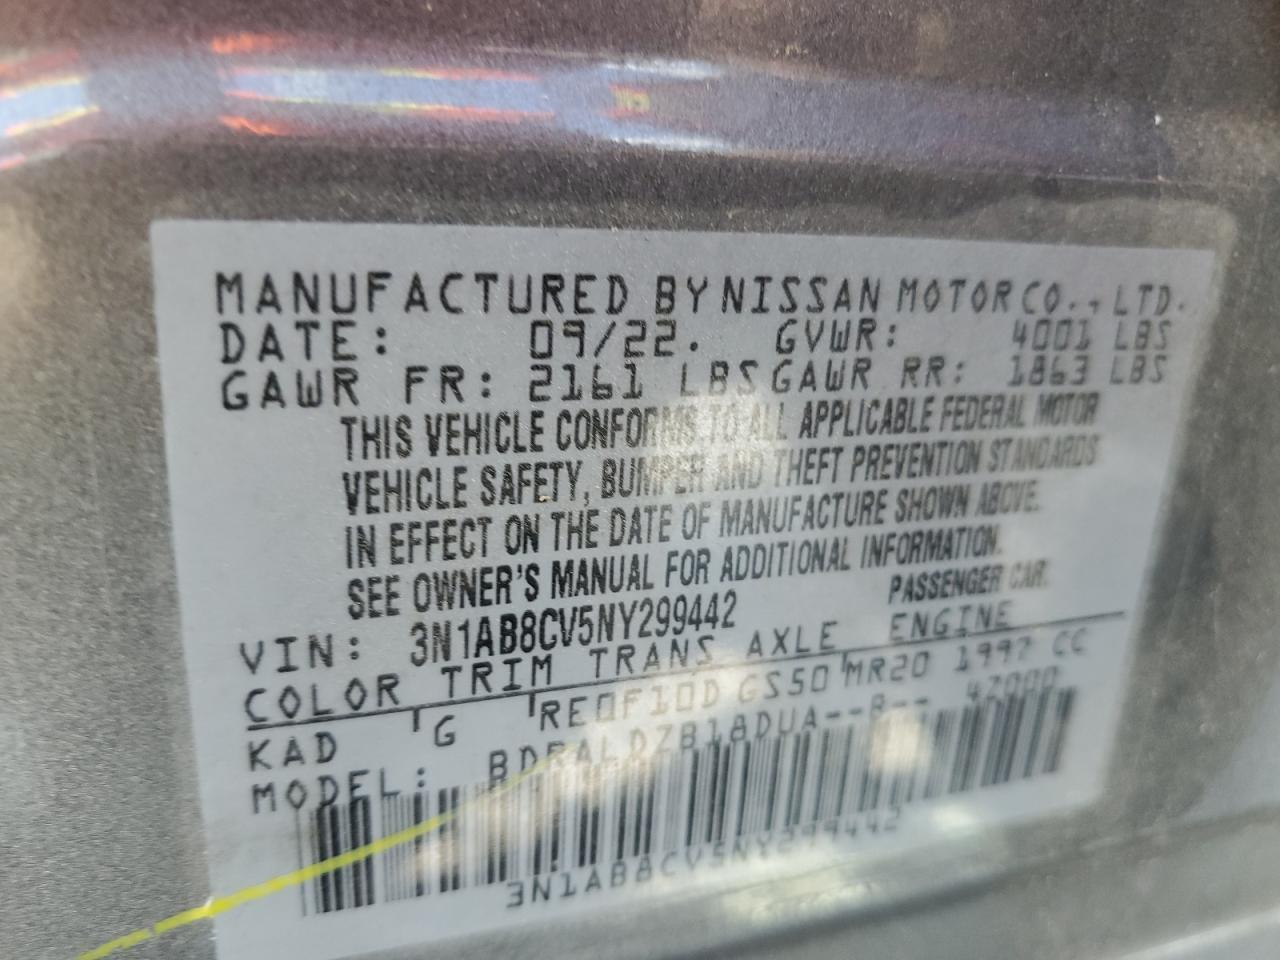 MANUFACTURED BY NISSAN MOTOR CO., LTD.
DATE: 09/22. GVWR: 4001 LBS
GAWR FR: 2161 LBS GAWR RR: 1863 LBS
THIS VEHICLE CONFORMS TO ALL APPLICABLE FEDERAL MOTOR
VEHICLE SAFETY, BUMPER AND THEFT PREVENTION STANDARDS
IN EFFECT ON THE DATE OF MANUFACTURE SHOWN ABOVE.
SEE OWNER'S MANUAL FOR ADDITIONAL INFORMATION.
VIN: 3N1AB8CV5NY299442 PASSENGER CAR.
COLOR TRIM TRANS AXLE ENGINE
KAD G RE0F10D GS50 MR20 1997 CC
MODEL:
3N1AB8CV5NY299442